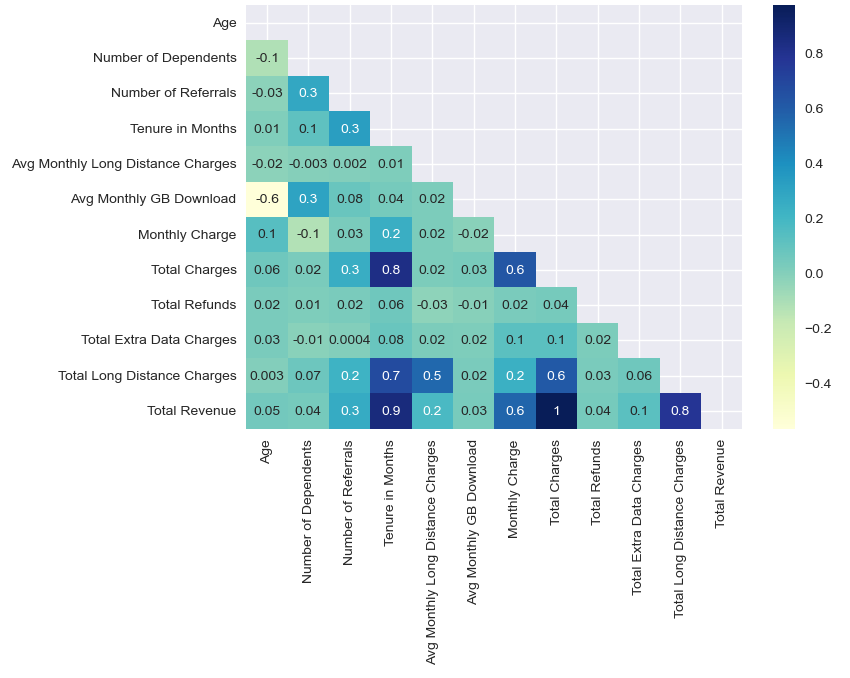 Age
Number of Dependents -0.1
Number of Referrals -0.03 0.3
Tenure in Months 0.01 0.1 0.3
Avg Monthly Long Distance Charges -0.02 -0.003 0.002 0.01
Avg Monthly GB Download -0.6 0.3 0.08 0.04 0.02
Monthly Charge 0.1 -0.1 0.03 0.2 0.02 -0.02
Total Charges 0.06 0.02 0.3 0.8 0.02 0.03 0.6
Total Refunds 0.02 0.01 0.02 0.06 -0.03 -0.01 0.02 0.04
Total Extra Data Charges 0.03 -0.01 0.0004 0.08 0.02 0.02 0.1 0.1 0.02
Total Long Distance Charges 0.003 0.07 0.2 0.7 0.5 0.02 0.2 0.6 0.03 0.06
Total Revenue 0.05 0.04 0.3 0.9 0.2 0.03 0.6 1 0.04 0.1 0.8
Age
Number of Dependents
Number of Referrals
Tenure in Months
Avg Monthly Long Distance Charges
Avg Monthly GB Download
Monthly Charge
Total Charges
Total Refunds
Total Extra Data Charges
Total Long Distance Charges
Total Revenue
0.8
0.6
0.4
0.2
0.0
−0.2
−0.4